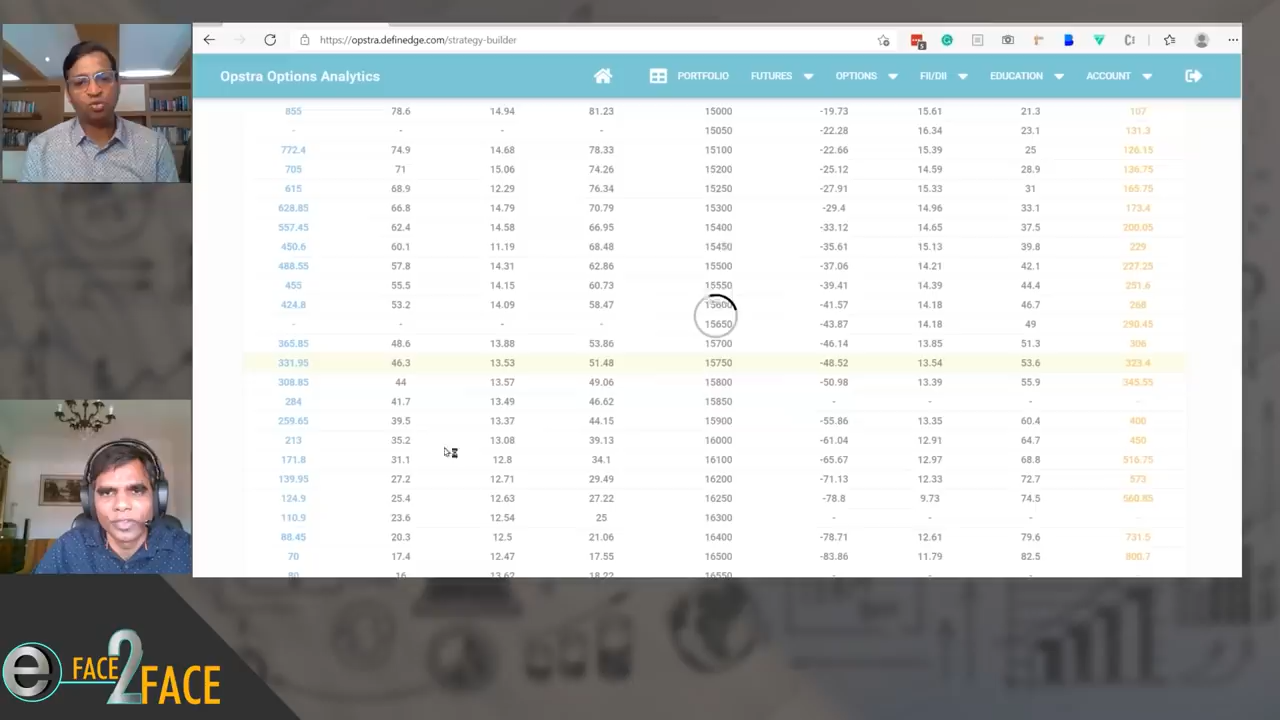 https://opstra.definedge.com/strategy-builder
Opstra Options Analytics PORTFOLIO FUTURES OPTIONS FII/DII EDUCATION ACCOUNT
855 78.6 14.94 81.23 15000 -19.73 15.61 21.3 107
- - - - 15050 -22.28 16.34 23.1 131.3
772.4 74.9 14.68 78.33 15100 -22.66 15.39 25 126.15
705 71 15.06 74.26 15200 -25.12 14.59 28.9 136.75
615 68.9 12.29 76.34 15250 -27.91 15.33 31 165.75
628.85 66.8 14.79 70.79 15300 -29.4 14.96 33.1 173.4
557.45 62.4 14.58 66.95 15400 -33.12 14.65 37.5 200.05
450.6 60.1 11.19 68.48 15450 -35.61 15.13 39.8 229
488.55 57.8 14.31 62.86 15500 -37.06 14.21 42.1 227.25
455 55.5 14.15 60.73 15550 -39.41 14.39 44.4 251.6
424.8 53.2 14.09 58.47 15600 -41.57 14.18 46.7 268
- - - - 15650 -43.87 14.18 49 290.45
365.85 48.6 13.88 53.86 15700 -46.14 13.85 51.3 306
331.95 46.3 13.53 51.48 15750 -48.52 13.54 53.6 323.4
308.85 44 13.57 49.06 15800 -50.98 13.39 55.9 345.55
284 41.7 13.49 46.62 15850 - - - -
259.65 39.5 13.37 44.15 15900 -55.86 13.35 60.4 400
213 35.2 13.08 39.13 16000 -61.04 12.91 64.7 450
171.8 31.1 12.8 34.1 16100 -65.67 12.97 68.8 516.75
139.95 27.2 12.71 29.49 16200 -71.13 12.33 72.7 573
124.9 25.4 12.63 27.22 16250 -78.8 9.73 74.5 560.85
110.9 23.6 12.54 25 16300 - - - -
88.45 20.3 12.5 21.06 16400 -78.71 12.61 79.6 731.5
70 17.4 12.47 17.55 16500 -83.86 11.79 82.5 800.7
80 16 13.62 18.22 16550 - - - -
e FACE 2 FACE